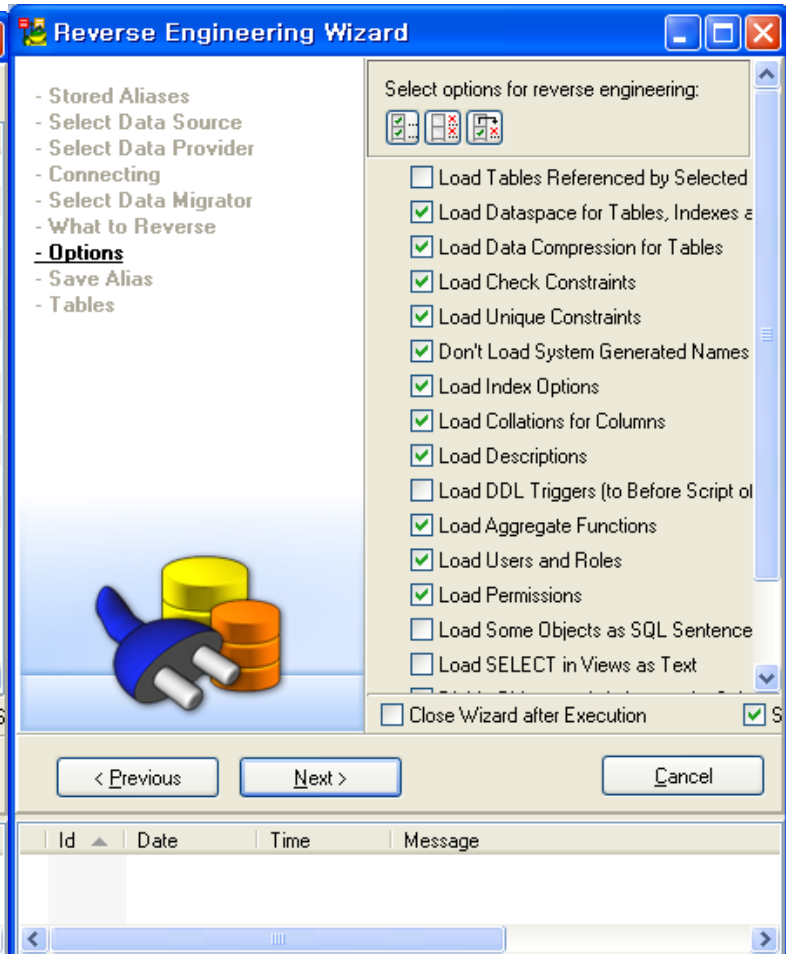 Reverse Engineering Wizard
- Stored Aliases
- Select Data Source
- Select Data Provider
- Connecting
- Select Data Migrator
- What to Reverse
- Options
- Save Alias
- Tables
Select options for reverse engineering:
Load Tables Referenced by Selected
Load Dataspace for Tables, Indexes a
Load Data Compression for Tables
Load Check Constraints
Load Unique Constraints
Don't Load System Generated Names
Load Index Options
Load Collations for Columns
Load Descriptions
Load DDL Triggers (to Before Script of
Load Aggregate Functions
Load Users and Roles
Load Permissions
Load Some Objects as SQL Sentence
Load SELECT in Views as Text
Close Wizard after Execution S
< Previous Next > Cancel
Id Date Time Message